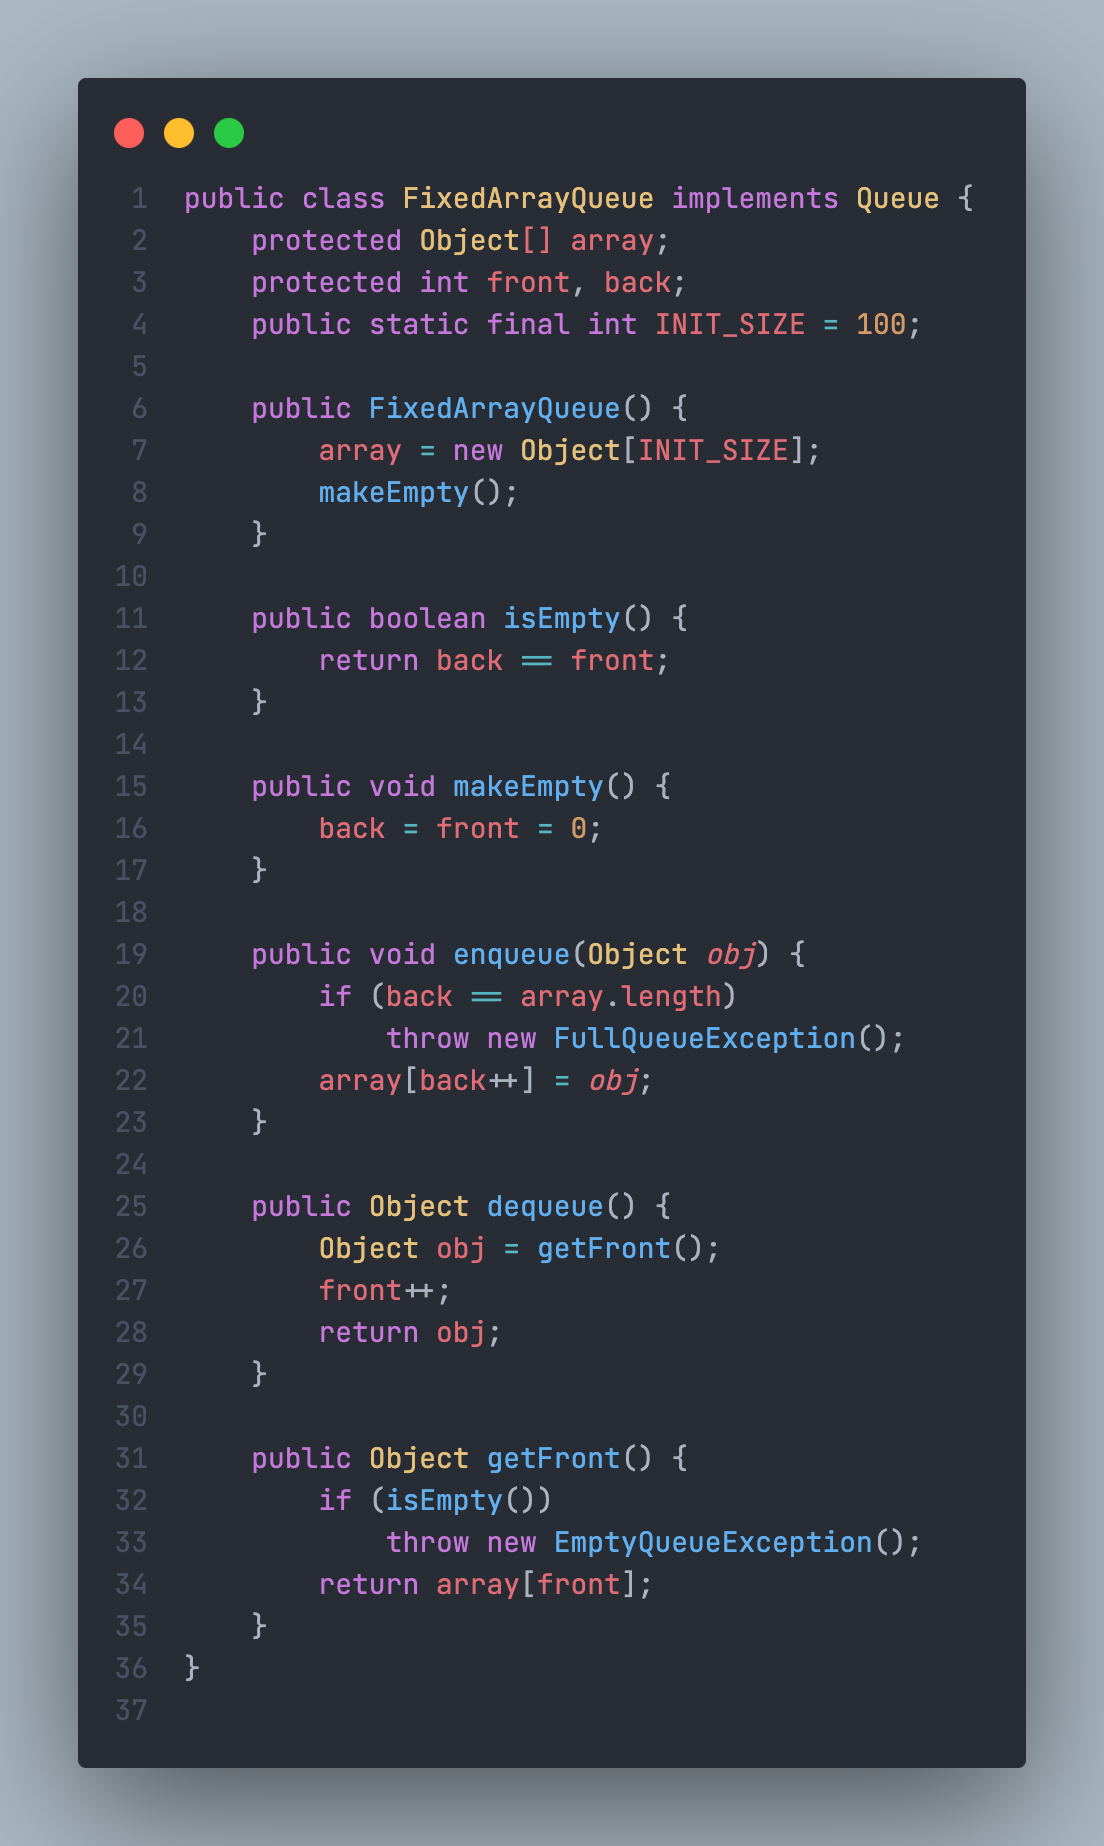 1 public class FixedArrayQueue implements Queue {
2     protected Object[] array;
3     protected int front, back;
4     public static final int INIT_SIZE = 100;
5
6     public FixedArrayQueue() {
7         array = new Object[INIT_SIZE];
8         makeEmpty();
9     }
10
11     public boolean isEmpty() {
12         return back == front;
13     }
14
15     public void makeEmpty() {
16         back = front = 0;
17     }
18
19     public void enqueue(Object obj) {
20         if (back == array.length)
21             throw new FullQueueException();
22         array[back++] = obj;
23     }
24
25     public Object dequeue() {
26         Object obj = getFront();
27         front++;
28         return obj;
29     }
30
31     public Object getFront() {
32         if (isEmpty())
33             throw new EmptyQueueException();
34         return array[front];
35     }
36 }
37